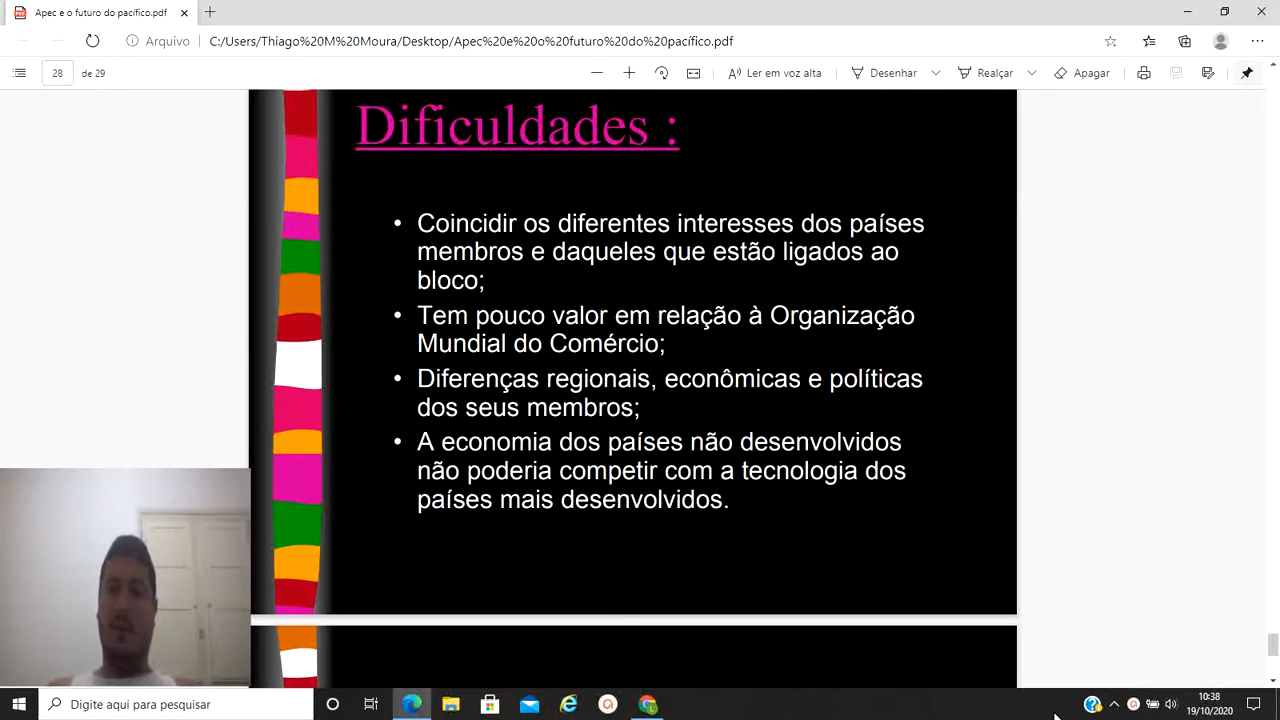 Apec e o futuro do pacífico.pdf
Arquivo
C:/Users/Thiago%20M%20Moura/Desktop/Apec%20e%20o%20futuro%20do%20pacífico.pdf
28 de 29
Ler em voz alta
Desenhar
Realçar
Apagar
Dificuldades :
• Coincidir os diferentes interesses dos países
membros e daqueles que estão ligados ao
bloco;
• Tem pouco valor em relação à Organização
Mundial do Comércio;
• Diferenças regionais, econômicas e políticas
dos seus membros;
• A economia dos países não desenvolvidos
não poderia competir com a tecnologia dos
países mais desenvolvidos.
Digite aqui para pesquisar
10:38
19/10/2020